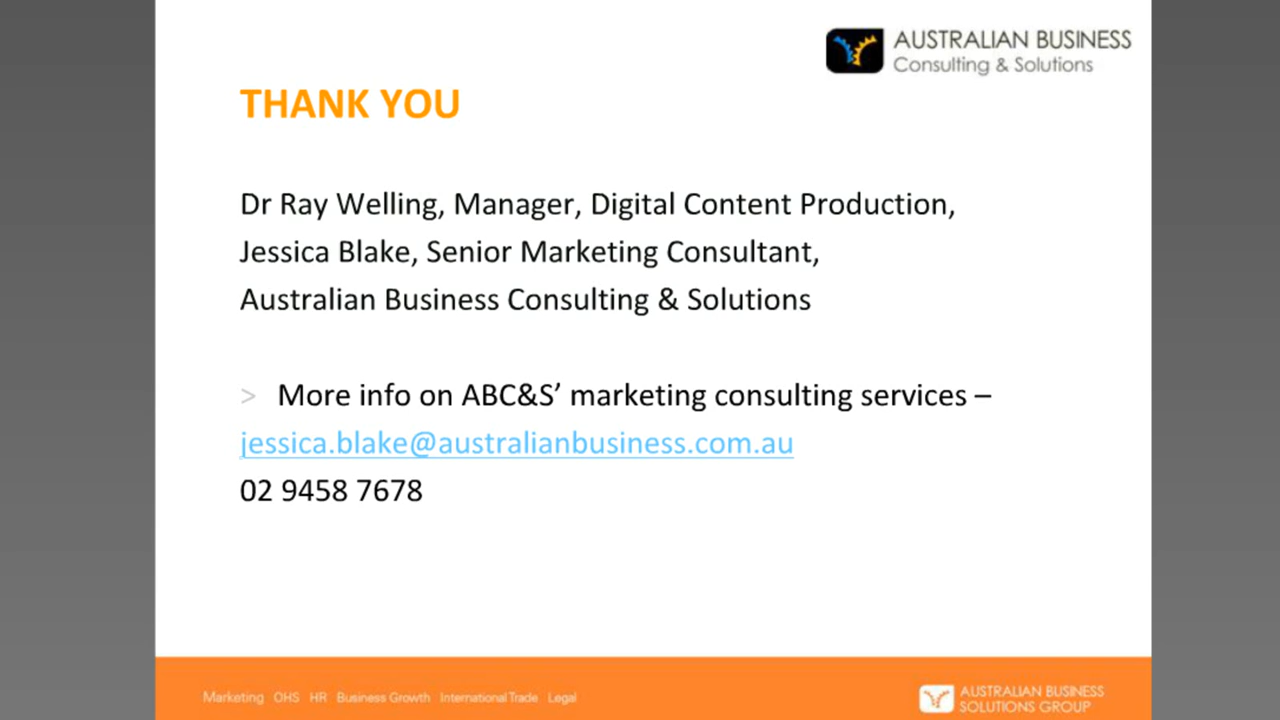 AUSTRALIAN BUSINESS
Consulting & Solutions
THANK YOU
Dr Ray Welling, Manager, Digital Content Production,
Jessica Blake, Senior Marketing Consultant,
Australian Business Consulting & Solutions
> More info on ABC&S’ marketing consulting services –
jessica.blake@australianbusiness.com.au
02 9458 7678
Marketing OHS HR Business Growth International Trade Legal
AUSTRALIAN BUSINESS
SOLUTIONS GROUP